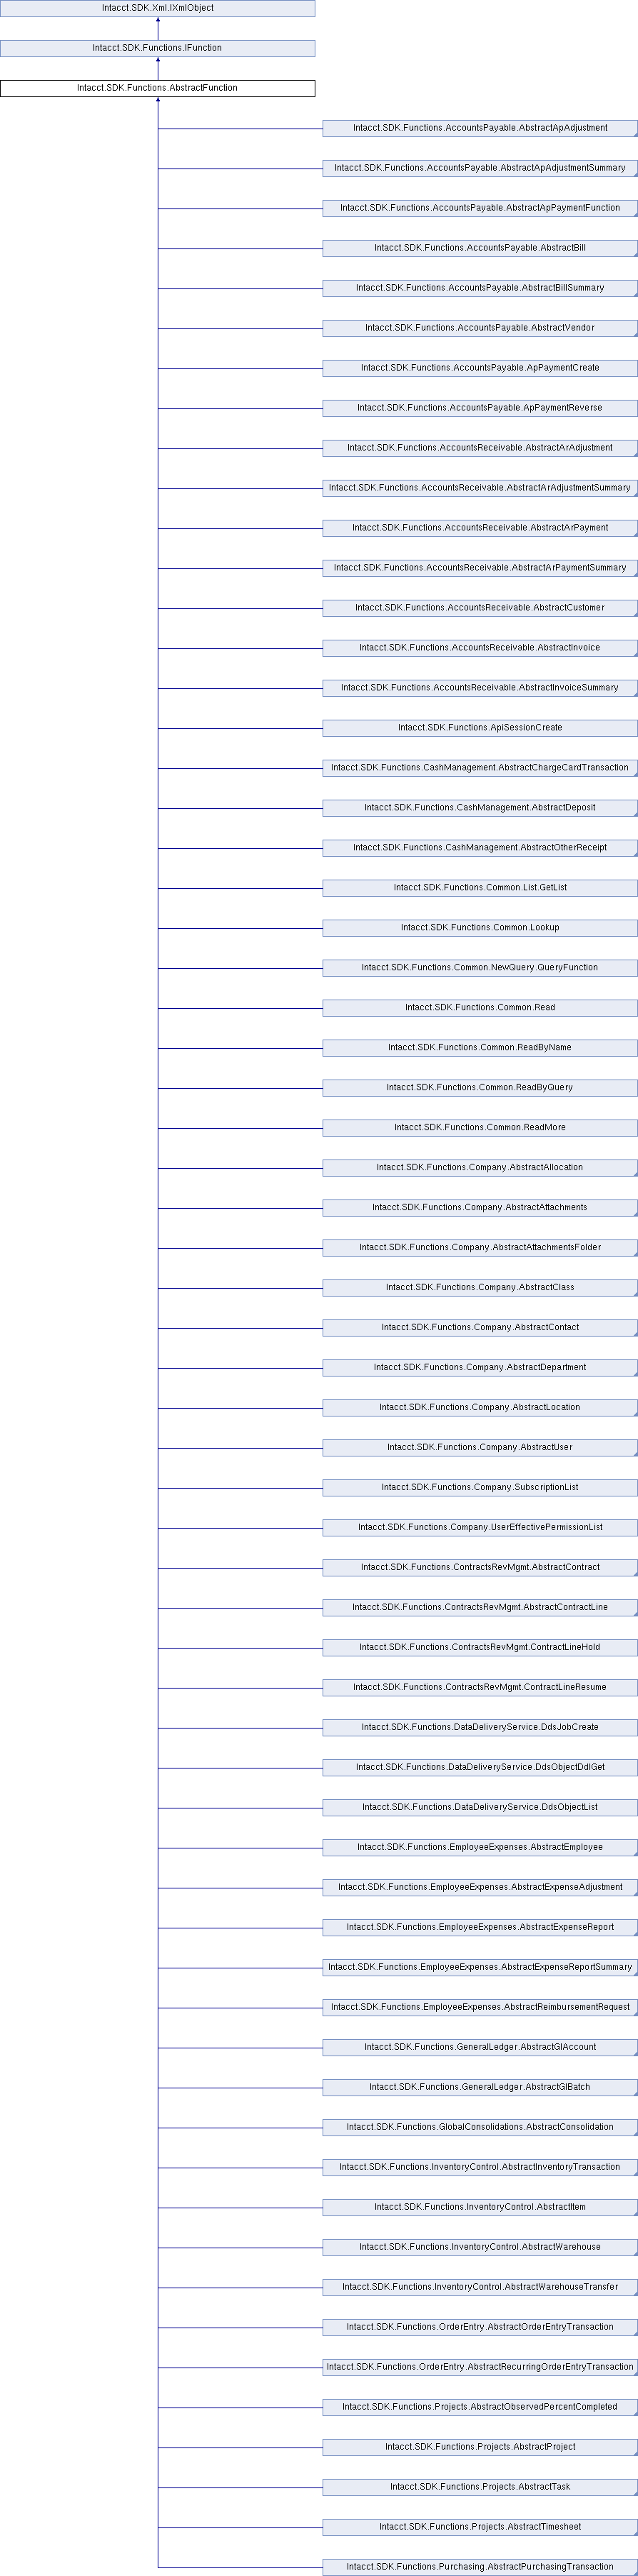 Intacct.SDK.Xml.IXmlObject
Intacct.SDK.Functions.IFunction
Intacct.SDK.Functions.AbstractFunction
Intacct.SDK.Functions.AccountsPayable.AbstractApAdjustment
Intacct.SDK.Functions.AccountsPayable.AbstractApAdjustmentSummary
Intacct.SDK.Functions.AccountsPayable.AbstractApPaymentFunction
Intacct.SDK.Functions.AccountsPayable.AbstractBill
Intacct.SDK.Functions.AccountsPayable.AbstractBillSummary
Intacct.SDK.Functions.AccountsPayable.AbstractVendor
Intacct.SDK.Functions.AccountsPayable.ApPaymentCreate
Intacct.SDK.Functions.AccountsPayable.ApPaymentReverse
Intacct.SDK.Functions.AccountsReceivable.AbstractArAdjustment
Intacct.SDK.Functions.AccountsReceivable.AbstractArAdjustmentSummary
Intacct.SDK.Functions.AccountsReceivable.AbstractArPayment
Intacct.SDK.Functions.AccountsReceivable.AbstractArPaymentSummary
Intacct.SDK.Functions.AccountsReceivable.AbstractCustomer
Intacct.SDK.Functions.AccountsReceivable.AbstractInvoice
Intacct.SDK.Functions.AccountsReceivable.AbstractInvoiceSummary
Intacct.SDK.Functions.ApiSessionCreate
Intacct.SDK.Functions.CashManagement.AbstractChargeCardTransaction
Intacct.SDK.Functions.CashManagement.AbstractDeposit
Intacct.SDK.Functions.CashManagement.AbstractOtherReceipt
Intacct.SDK.Functions.Common.List.GetList
Intacct.SDK.Functions.Common.Lookup
Intacct.SDK.Functions.Common.NewQuery.QueryFunction
Intacct.SDK.Functions.Common.Read
Intacct.SDK.Functions.Common.ReadByName
Intacct.SDK.Functions.Common.ReadByQuery
Intacct.SDK.Functions.Common.ReadMore
Intacct.SDK.Functions.Company.AbstractAllocation
Intacct.SDK.Functions.Company.AbstractAttachments
Intacct.SDK.Functions.Company.AbstractAttachmentsFolder
Intacct.SDK.Functions.Company.AbstractClass
Intacct.SDK.Functions.Company.AbstractContact
Intacct.SDK.Functions.Company.AbstractDepartment
Intacct.SDK.Functions.Company.AbstractLocation
Intacct.SDK.Functions.Company.AbstractUser
Intacct.SDK.Functions.Company.SubscriptionList
Intacct.SDK.Functions.Company.UserEffectivePermissionList
Intacct.SDK.Functions.ContractsRevMgmt.AbstractContract
Intacct.SDK.Functions.ContractsRevMgmt.AbstractContractLine
Intacct.SDK.Functions.ContractsRevMgmt.ContractLineHold
Intacct.SDK.Functions.ContractsRevMgmt.ContractLineResume
Intacct.SDK.Functions.DataDeliveryService.DdsJobCreate
Intacct.SDK.Functions.DataDeliveryService.DdsObjectDdlGet
Intacct.SDK.Functions.DataDeliveryService.DdsObjectList
Intacct.SDK.Functions.EmployeeExpenses.AbstractEmployee
Intacct.SDK.Functions.EmployeeExpenses.AbstractExpenseAdjustment
Intacct.SDK.Functions.EmployeeExpenses.AbstractExpenseReport
Intacct.SDK.Functions.EmployeeExpenses.AbstractExpenseReportSummary
Intacct.SDK.Functions.EmployeeExpenses.AbstractReimbursementRequest
Intacct.SDK.Functions.GeneralLedger.AbstractGlAccount
Intacct.SDK.Functions.GeneralLedger.AbstractGlBatch
Intacct.SDK.Functions.GlobalConsolidations.AbstractConsolidation
Intacct.SDK.Functions.InventoryControl.AbstractInventoryTransaction
Intacct.SDK.Functions.InventoryControl.AbstractItem
Intacct.SDK.Functions.InventoryControl.AbstractWarehouse
Intacct.SDK.Functions.InventoryControl.AbstractWarehouseTransfer
Intacct.SDK.Functions.OrderEntry.AbstractOrderEntryTransaction
Intacct.SDK.Functions.OrderEntry.AbstractRecurringOrderEntryTransaction
Intacct.SDK.Functions.Projects.AbstractObservedPercentCompleted
Intacct.SDK.Functions.Projects.AbstractProject
Intacct.SDK.Functions.Projects.AbstractTask
Intacct.SDK.Functions.Projects.AbstractTimesheet
Intacct.SDK.Functions.Purchasing.AbstractPurchasingTransaction